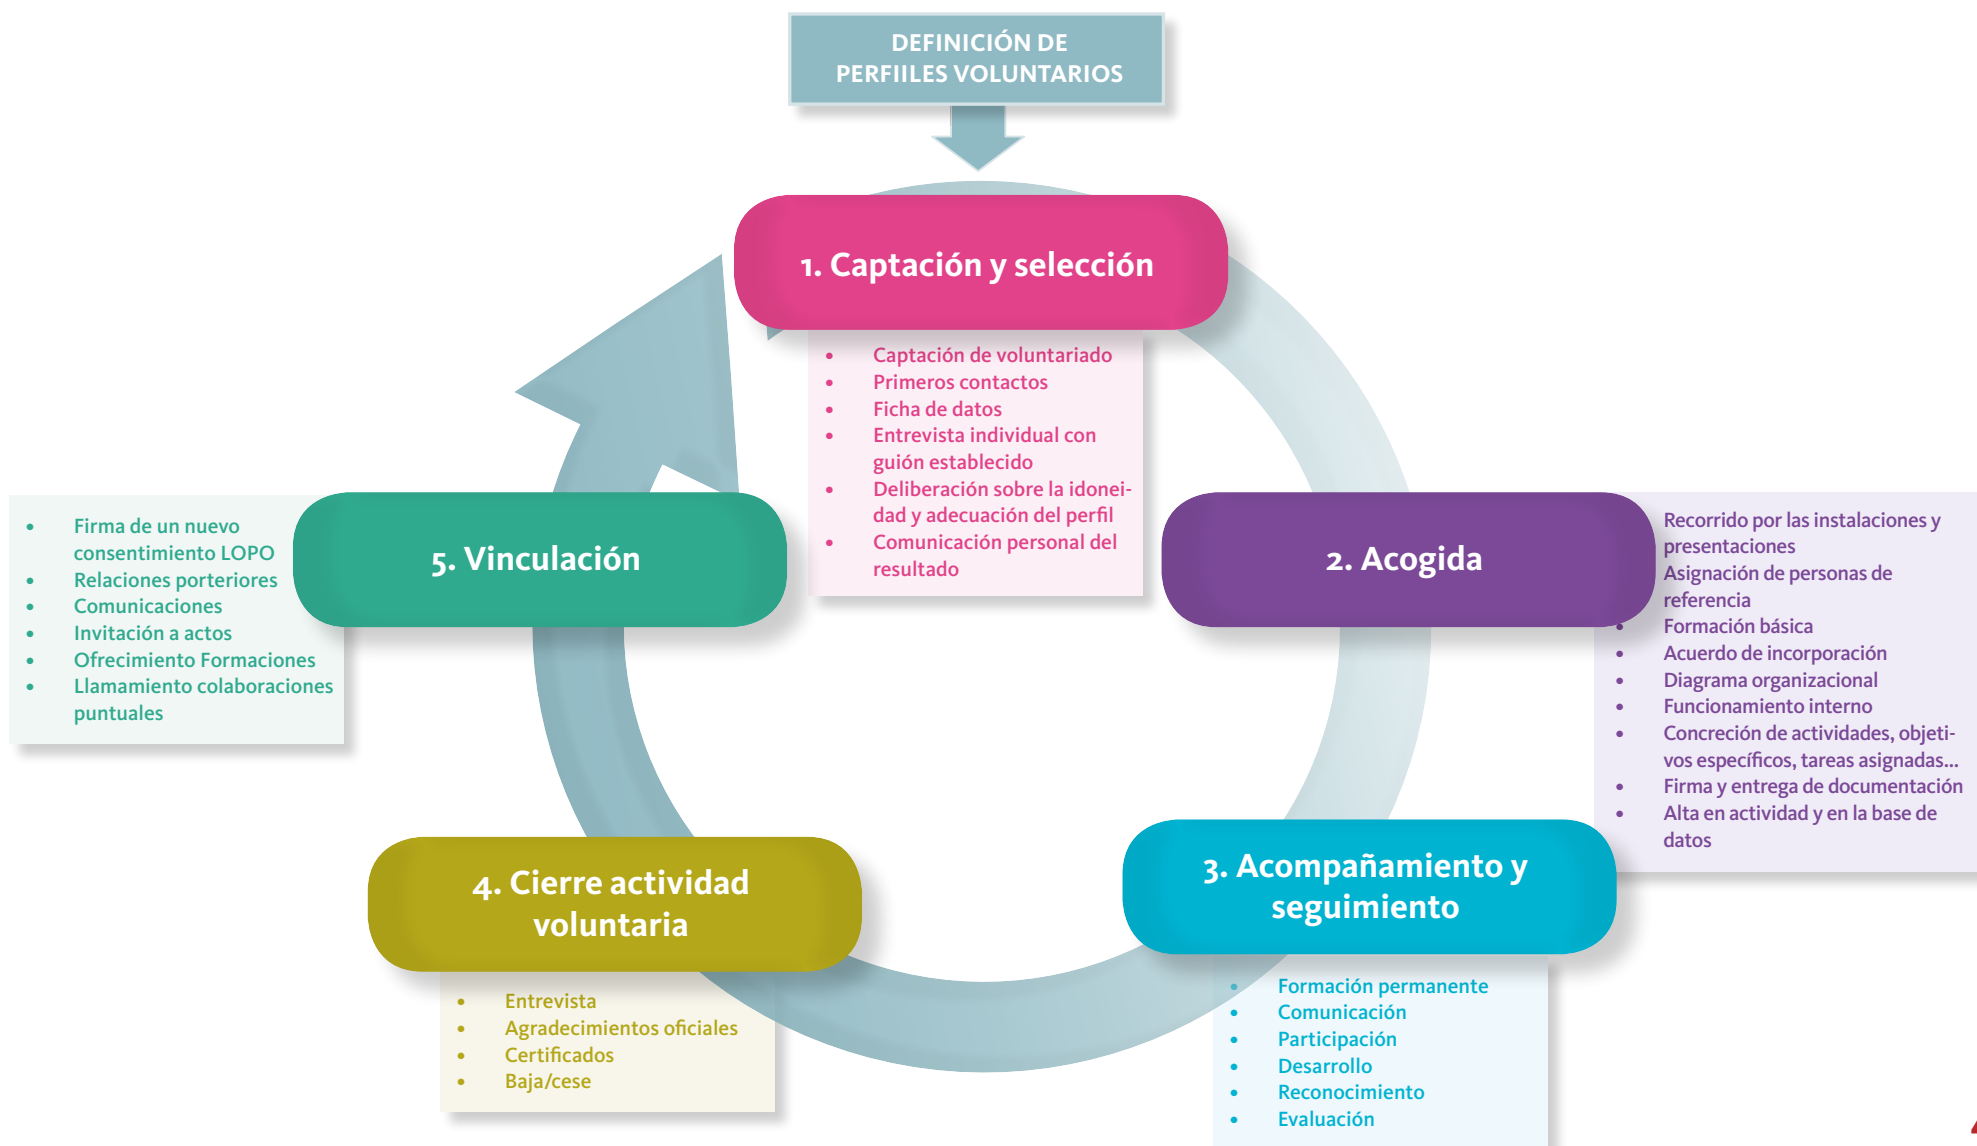 DEFINICIÓN DE
PERFIILES VOLUNTARIOS
1. Captación y selección
• Captación de voluntariado
• Primeros contactos
• Ficha de datos
• Entrevista individual con
guión establecido
• Deliberación sobre la idonei-
dad y adecuación del perfil
• Comunicación personal del
resultado
2. Acogida
Recorrido por las instalaciones y
presentaciones
Asignación de personas de
referencia
• Formación básica
• Acuerdo de incorporación
• Diagrama organizacional
• Funcionamiento interno
• Concreción de actividades, objeti-
vos específicos, tareas asignadas...
• Firma y entrega de documentación
• Alta en actividad y en la base de
datos
3. Acompañamiento y
seguimiento
• Formación permanente
• Comunicación
• Participación
• Desarrollo
• Reconocimiento
• Evaluación
4. Cierre actividad
voluntaria
• Entrevista
• Agradecimientos oficiales
• Certificados
• Baja/cese
5. Vinculación
• Firma de un nuevo
consentimiento LOPO
• Relaciones porteriores
• Comunicaciones
• Invitación a actos
• Ofrecimiento Formaciones
• Llamamiento colaboraciones
puntuales